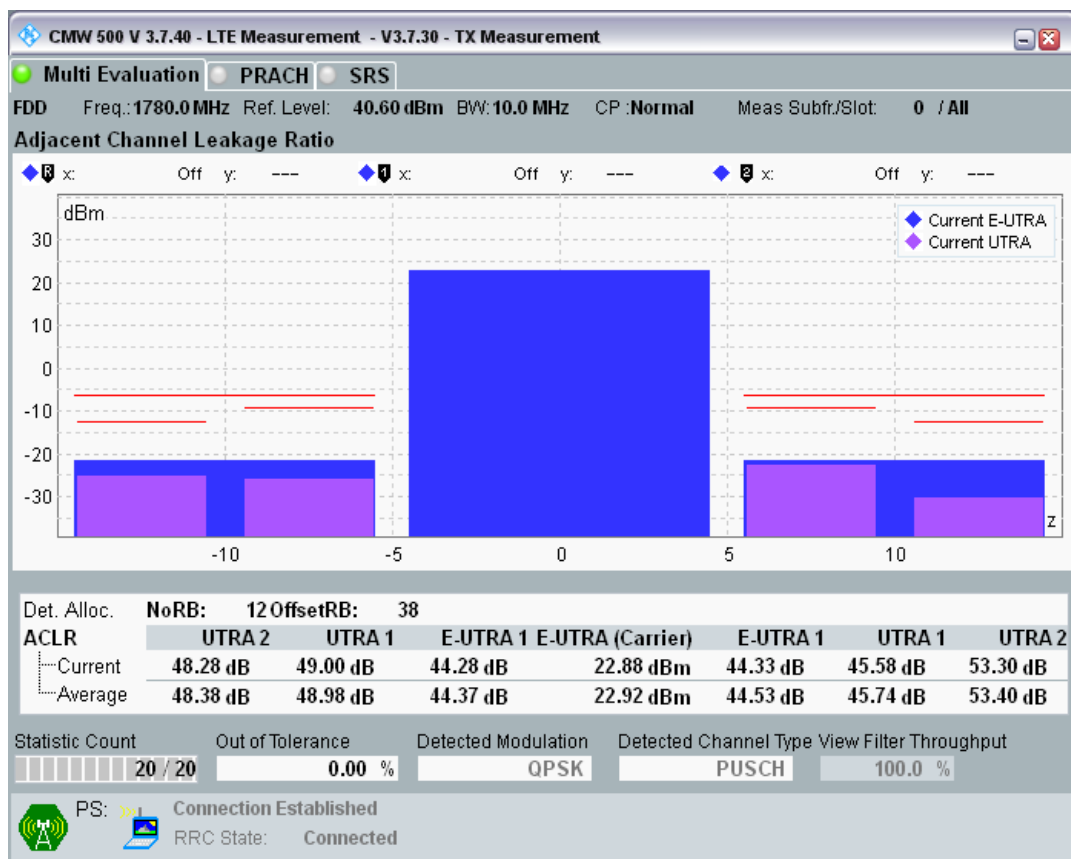 CMW 500 V 3.7.40 - LTE Measurement - V3.7.30 - TX Measurement
Multi Evaluation PRACH SRS
FDD Freq.: 1780.0 MHz Ref. Level: 40.60 dBm BW: 10.0 MHz CP :Normal Meas Subfr./Slot: 0 / All
Adjacent Channel Leakage Ratio
R x: Off y: --- 1 x: Off y: --- 2 x: Off y: ---
dBm
Current E-UTRA
Current UTRA
30
20
10
0
-10
-20
-30
z
-10 -5 0 5 10
Det. Alloc. NoRB: 12 OffsetRB: 38
ACLR UTRA 2 UTRA 1 E-UTRA 1 E-UTRA (Carrier) E-UTRA 1 UTRA 1 UTRA 2
Current 48.28 dB 49.00 dB 44.28 dB 22.88 dBm 44.33 dB 45.58 dB 53.30 dB
Average 48.38 dB 48.98 dB 44.37 dB 22.92 dBm 44.53 dB 45.74 dB 53.40 dB
Statistic Count Out of Tolerance Detected Modulation Detected Channel Type View Filter Throughput
20 / 20 0.00 % QPSK PUSCH 100.0 %
PS: Connection Established
RRC State: Connected